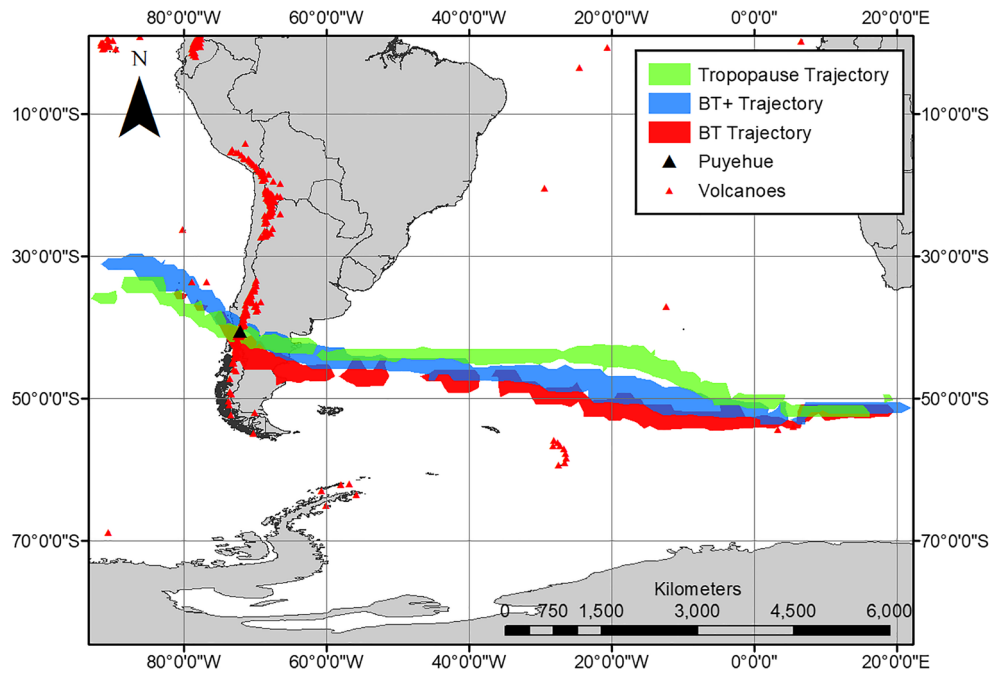 80°0'0"W 60°0'0"W 40°0'0"W 20°0'0"W 0°0'0" 20°0'0"E
N
Tropopause Trajectory
BT+ Trajectory
BT Trajectory
Puyehue
Volcanoes
10°0'0"S 10°0'0"S
30°0'0"S 30°0'0"S
50°0'0"S 50°0'0"S
70°0'0"S 70°0'0"S
Kilometers
0 750 1,500 3,000 4,500 6,000
80°0'0"W 60°0'0"W 40°0'0"W 20°0'0"W 0°0'0" 20°0'0"E